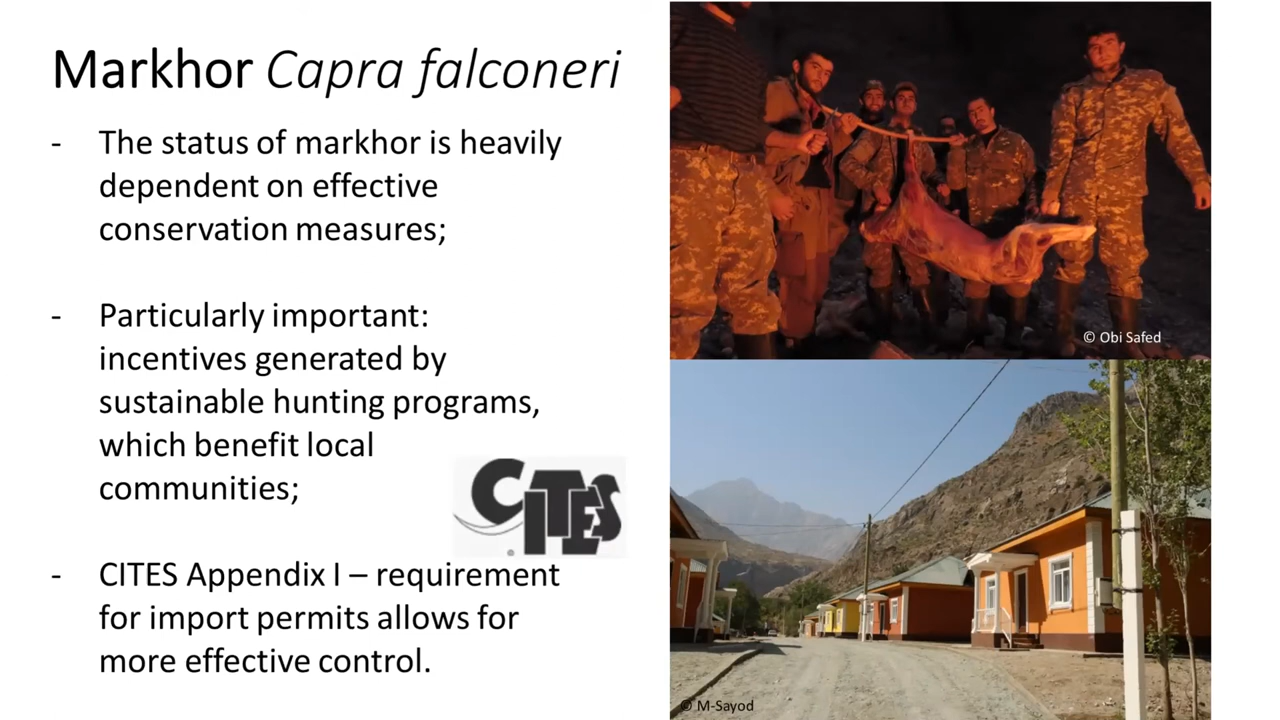 Markhor Capra falconeri
- The status of markhor is heavily
dependent on effective
conservation measures;
- Particularly important:
incentives generated by
sustainable hunting programs,
which benefit local
communities;
CITES
- CITES Appendix I – requirement
for import permits allows for
more effective control.
© Obi Safed
© M-Sayod